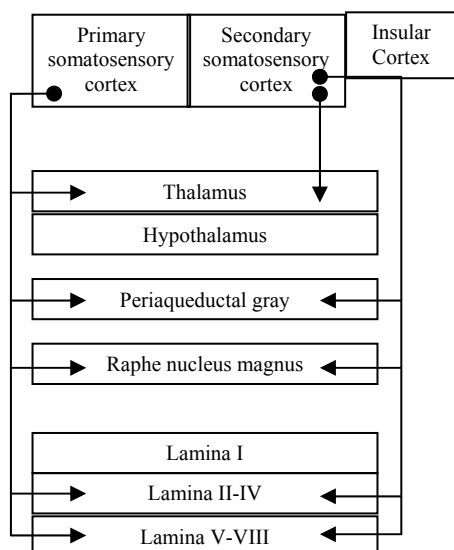 Primary
somatosensory
cortex
Secondary
somatosensory
cortex
Insular
Cortex
Thalamus
Hypothalamus
Periaqueductal gray
Raphe nucleus magnus
Lamina I
Lamina II-IV
Lamina V-VIII